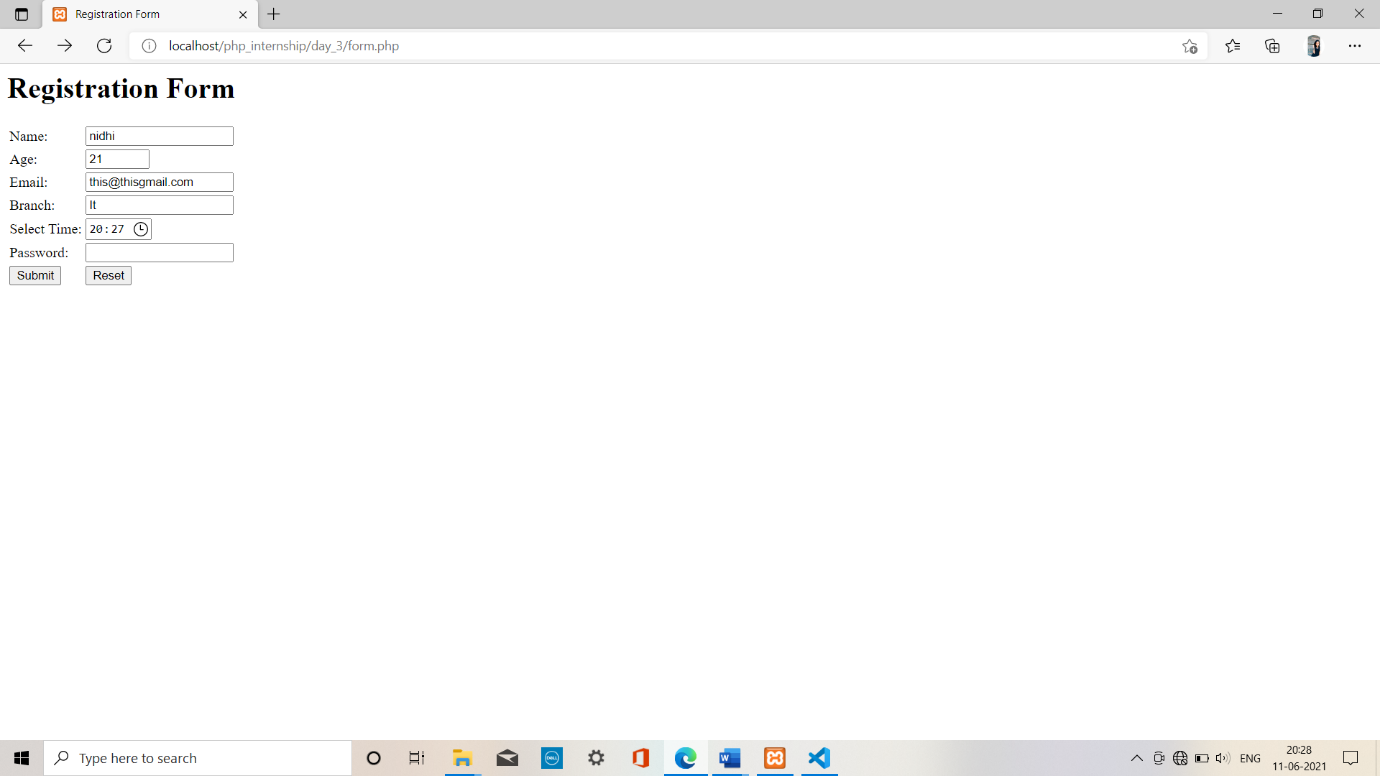 Registration Form
localhost/php_internship/day_3/form.php
Registration Form
Name: nidhi
Age: 21
Email: this@thisgmail.com
Branch: It
Select Time: 20:27
Password:
Submit Reset
Type here to search
DELL
ENG
20:28
11-06-2021